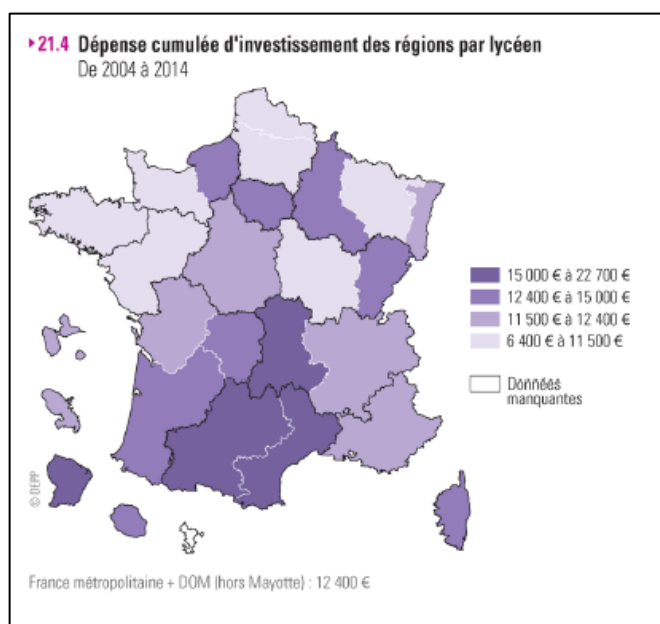 ▸21.4 Dépense cumulée d'investissement des régions par lycéen
De 2004 à 2014
15 000 € à 22 700 €
12 400 € à 15 000 €
11 500 € à 12 400 €
6 400 € à 11 500 €
Données
manquantes
© DEPP
France métropolitaine + DOM (hors Mayotte) : 12 400 €